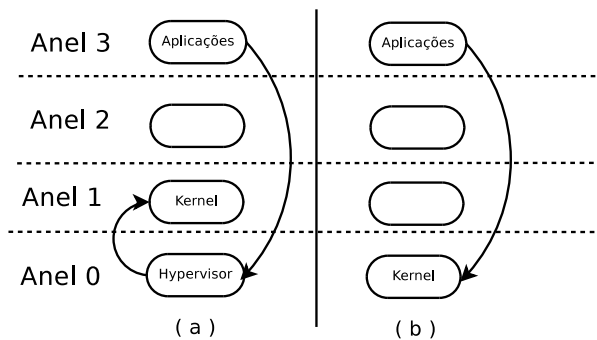 Anel 3
Aplicações
Aplicações
Anel 2
Anel 1
Kernel
Anel 0
Hypervisor
Kernel
( a )
( b )